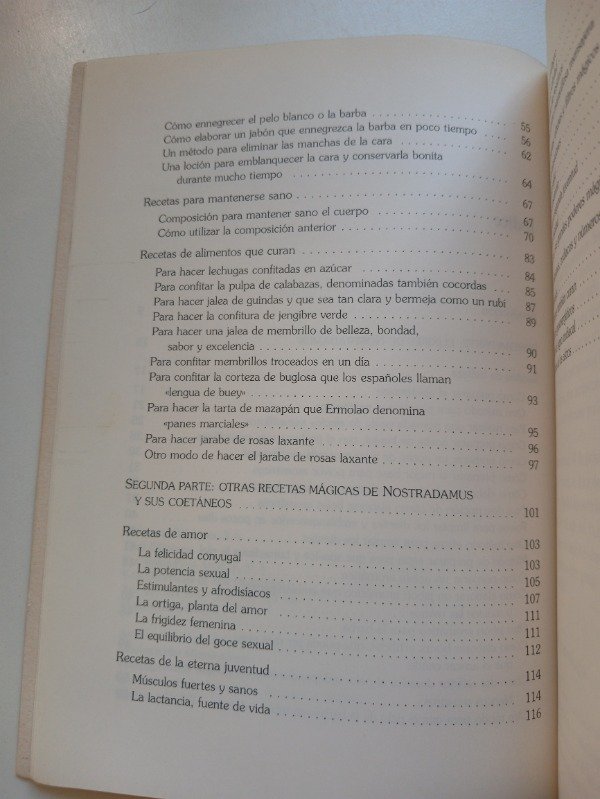 Cómo ennegrecer el pelo blanco o la barba . . . . . . . . . . . . . . . . 55
Cómo elaborar un jabón que ennegrezca la barba en poco tiempo . . . . 56
Un método para eliminar las manchas de la cara . . . . . . . . . . . . . 62
Una loción para emblanquecer la cara y conservarla bonita
durante mucho tiempo . . . . . . . . . . . . . . . . . . . . . . . . . . 64
Recetas para mantenerse sano . . . . . . . . . . . . . . . . . . . . . . . 67
Composición para mantener sano el cuerpo . . . . . . . . . . . . . . . . 67
Cómo utilizar la composición anterior . . . . . . . . . . . . . . . . . . 70
Recetas de alimentos que curan . . . . . . . . . . . . . . . . . . . . . . 83
Para hacer lechugas confitadas en azúcar . . . . . . . . . . . . . . . . . 84
Para confitar la pulpa de calabazas, denominadas también cocordas . . . 85
Para hacer jalea de guindas y que sea tan clara y bermeja como un rubí 87
Para hacer la confitura de jengibre verde . . . . . . . . . . . . . . . . . 89
Para hacer una jalea de membrillo de belleza, bondad,
sabor y excelencia . . . . . . . . . . . . . . . . . . . . . . . . . . . . 90
Para confitar membrillos troceados en un día . . . . . . . . . . . . . . . 91
Para confitar la corteza de buglosa que los españoles llaman
«lengua de buey» . . . . . . . . . . . . . . . . . . . . . . . . . . . . . 93
Para hacer la tarta de mazapán que Ermolao denomina
«panes marciales» . . . . . . . . . . . . . . . . . . . . . . . . . . . . . 95
Para hacer jarabe de rosas laxante . . . . . . . . . . . . . . . . . . . . 96
Otro modo de hacer el jarabe de rosas laxante . . . . . . . . . . . . . . 97
SEGUNDA PARTE: OTRAS RECETAS MÁGICAS DE NOSTRADAMUS
Y SUS COETÁNEOS . . . . . . . . . . . . . . . . . . . . . . . . . . . . . 101
Recetas de amor . . . . . . . . . . . . . . . . . . . . . . . . . . . . . . 103
La felicidad conyugal . . . . . . . . . . . . . . . . . . . . . . . . . . . 103
La potencia sexual . . . . . . . . . . . . . . . . . . . . . . . . . . . . 105
Estimulantes y afrodisíacos . . . . . . . . . . . . . . . . . . . . . . . . 107
La ortiga, planta del amor . . . . . . . . . . . . . . . . . . . . . . . . 111
La frigidez femenina . . . . . . . . . . . . . . . . . . . . . . . . . . . 111
El equilibrio del goce sexual . . . . . . . . . . . . . . . . . . . . . . . 112
Recetas de la eterna juventud . . . . . . . . . . . . . . . . . . . . . . . 114
Músculos fuertes y sanos . . . . . . . . . . . . . . . . . . . . . . . . . 114
La lactancia, fuente de vida . . . . . . . . . . . . . . . . . . . . . . . 116